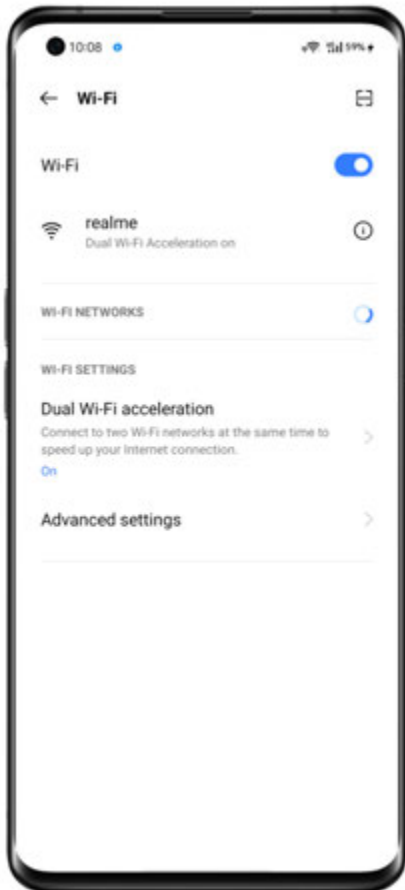 10:08 59%
Wi-Fi
Wi-Fi
realme
Dual Wi-Fi Acceleration on
WI-FI NETWORKS
WI-FI SETTINGS
Dual Wi-Fi acceleration
Connect to two Wi-Fi networks at the same time to
speed up your Internet connection.
On
Advanced settings